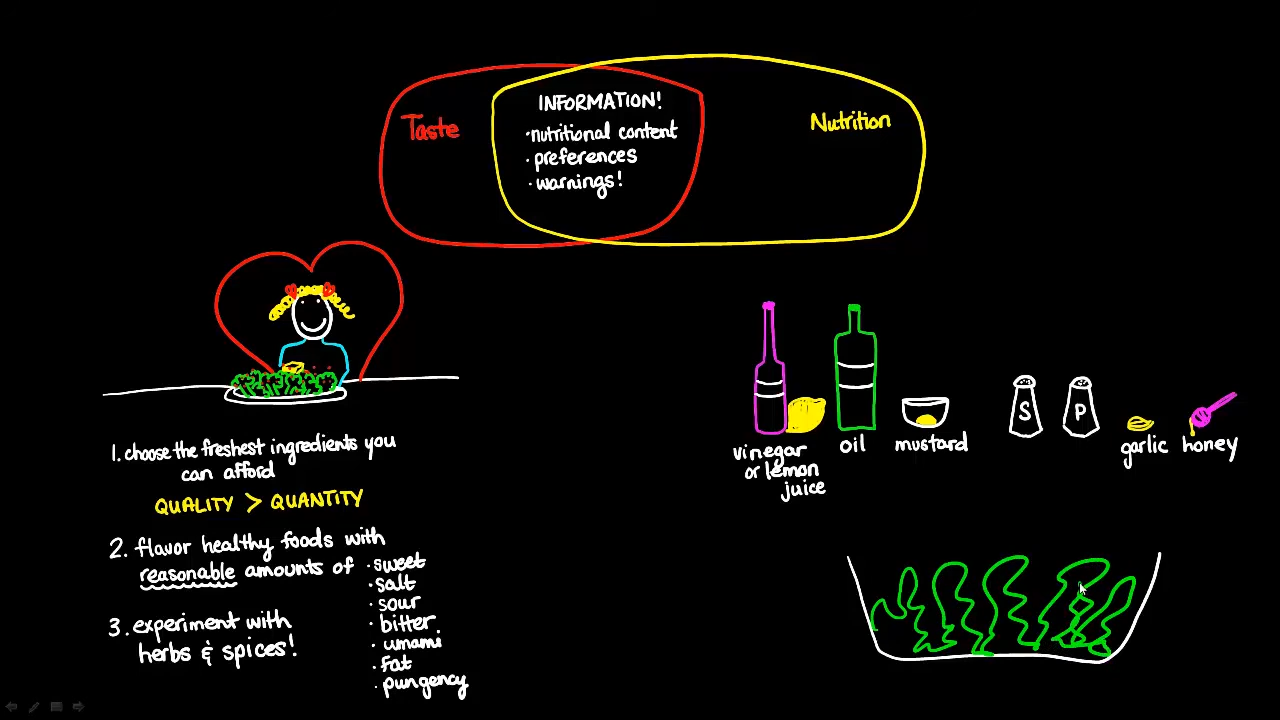 Taste
INFORMATION!
• nutritional content
• preferences
• warnings!
Nutrition
1. choose the freshest ingredients you
can afford
QUALITY > QUANTITY
2. flavor healthy foods with
reasonable amounts of
• sweet
• salt
• sour
• bitter
• umami
• fat
• pungency
3. experiment with
herbs & spices!
vinegar
or lemon
juice
oil
mustard
S
P
garlic
honey